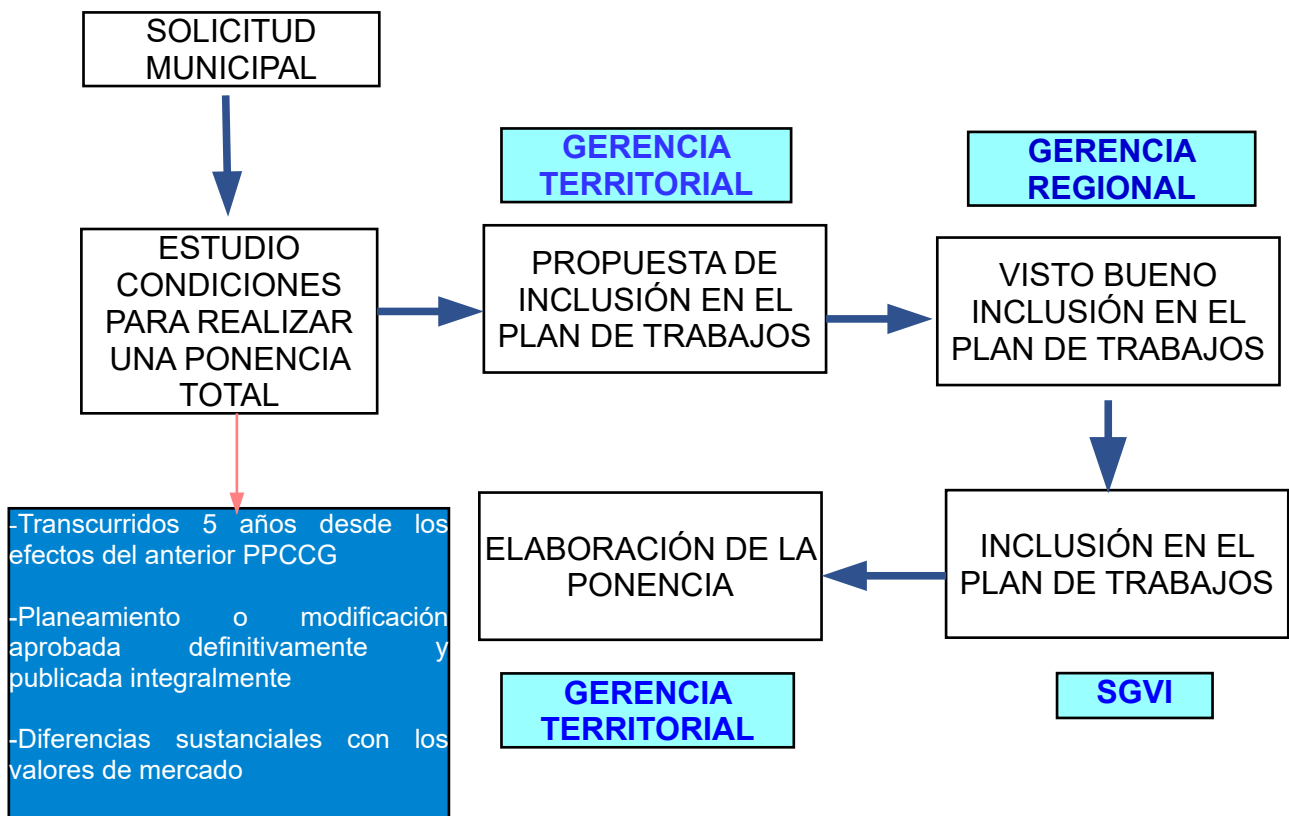 SOLICITUD
MUNICIPAL
GERENCIA
TERRITORIAL
GERENCIA
REGIONAL
ESTUDIO
CONDICIONES
PARA REALIZAR
UNA PONENCIA
TOTAL
PROPUESTA DE
INCLUSIÓN EN EL
PLAN DE TRABAJOS
VISTO BUENO
INCLUSIÓN EN EL
PLAN DE TRABAJOS
-Transcurridos 5 años desde los
efectos del anterior PPCCG
-Planeamiento o modificación
aprobada definitivamente y
publicada integralmente
-Diferencias sustanciales con los
valores de mercado
ELABORACIÓN DE LA
PONENCIA
INCLUSIÓN EN EL
PLAN DE TRABAJOS
GERENCIA
TERRITORIAL
SGVI